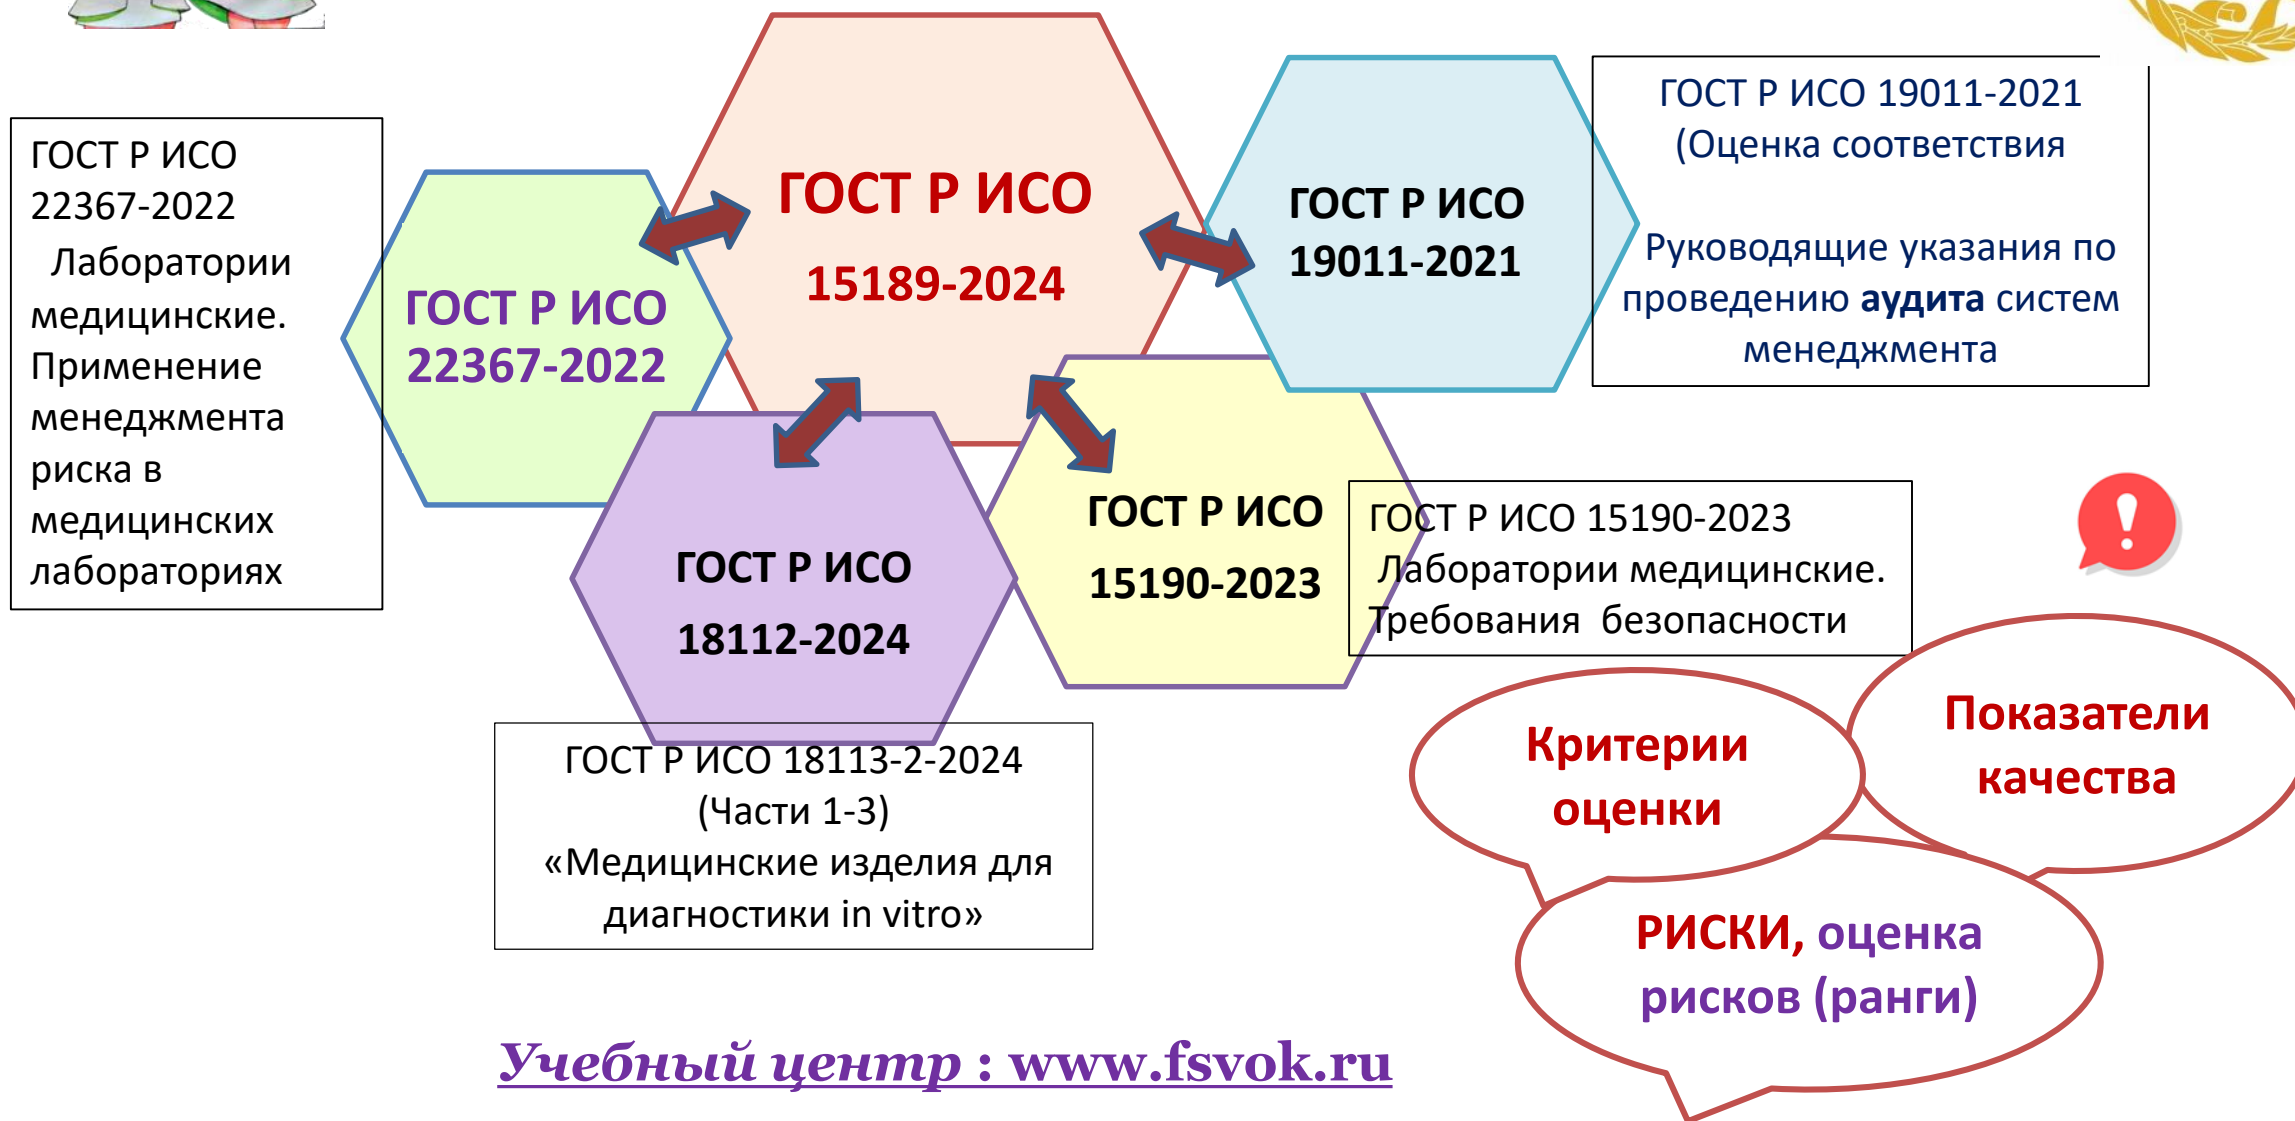 ГОСТ Р ИСО
22367-2022
Лаборатории
медицинские.
Применение
менеджмента
риска в
медицинских
лабораториях
ГОСТ Р ИСО
22367-2022
ГОСТ Р ИСО
15189-2024
ГОСТ Р ИСО
19011-2021
ГОСТ Р ИСО 19011-2021
(Оценка соответствия
Руководящие указания по
проведению аудита систем
менеджмента
ГОСТ Р ИСО
18112-2024
ГОСТ Р ИСО
15190-2023
ГОСТ Р ИСО 15190-2023
Лаборатории медицинские.
Требования безопасности
ГОСТ Р ИСО 18113-2-2024
(Части 1-3)
«Медицинские изделия для
диагностики in vitro»
Критерии
оценки
Показатели
качества
РИСКИ, оценка
рисков (ранги)
Учебный центр : www.fsvok.ru